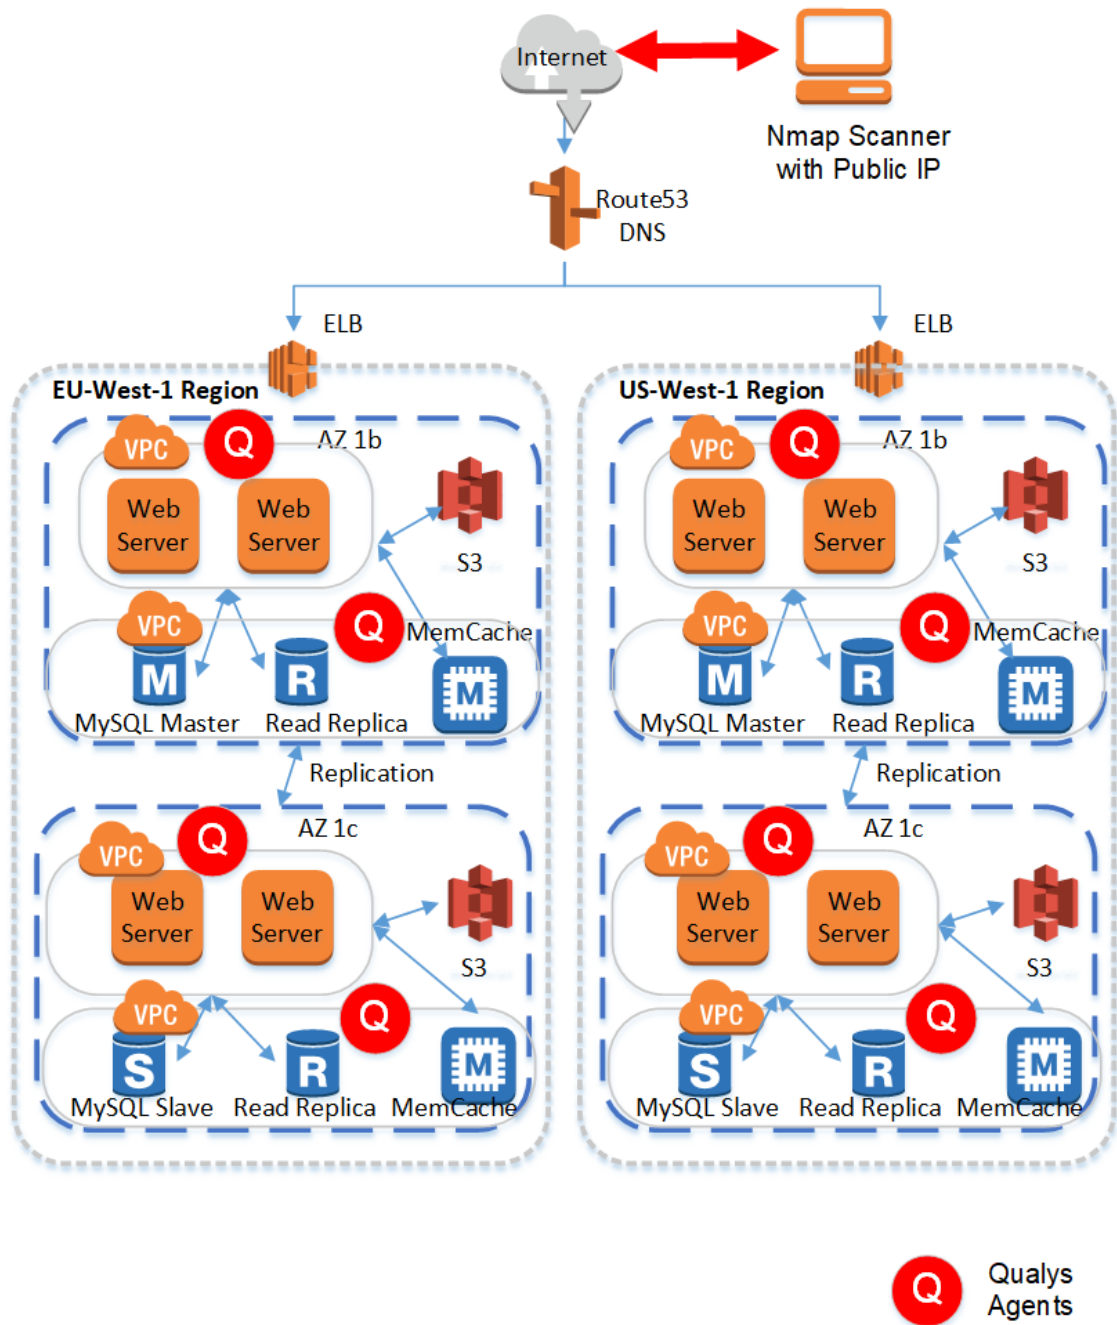 Internet
Nmap Scanner
with Public IP
Route53
DNS
ELB
ELB
EU-West-1 Region
VPC
Q
AZ 1b
Web
Server
Web
Server
S3
VPC
Q
MemCache
M
R
M
MySQL Master
Read Replica
Replication
AZ 1c
VPC
Q
Web
Server
Web
Server
S3
VPC
Q
S
R
M
MySQL Slave
Read Replica
MemCache
US-West-1 Region
VPC
Q
AZ 1b
Web
Server
Web
Server
S3
VPC
Q
MemCache
M
R
M
MySQL Master
Read Replica
Replication
AZ 1c
VPC
Q
Web
Server
Web
Server
S3
VPC
Q
S
R
M
MySQL Slave
Read Replica
MemCache
Q
Qualys
Agents